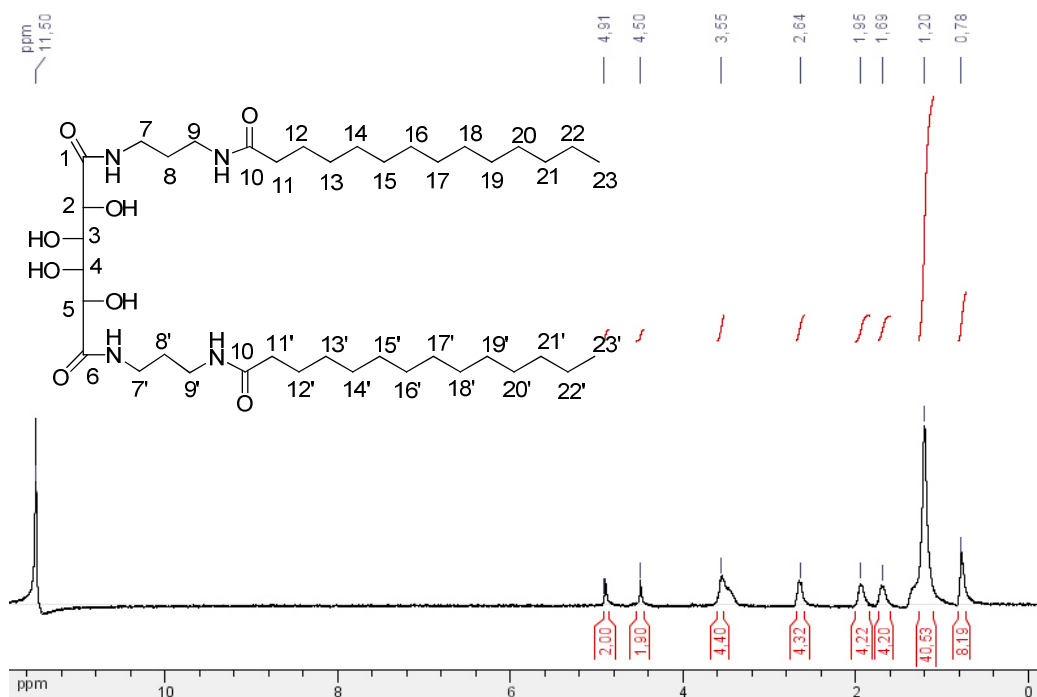 ppm
11,50
4,91
4,50
3,55
2,64
1,95
1,69
1,20
0,78
O 7 9 O 12 14 16 18 20 22
1 N H 8 N H 10 11 13 15 17 19 21 23
2 OH
HO 3
HO 4
5 OH
8' 10 11' 13' 15' 17' 19' 21' 23'
O 6 N H 7' 9' N H O 12' 14' 16' 18' 20' 22'
2,00
1,90
4,40
4,32
4,22
4,20
40,53
8,19
ppm 10 8 6 4 2 0